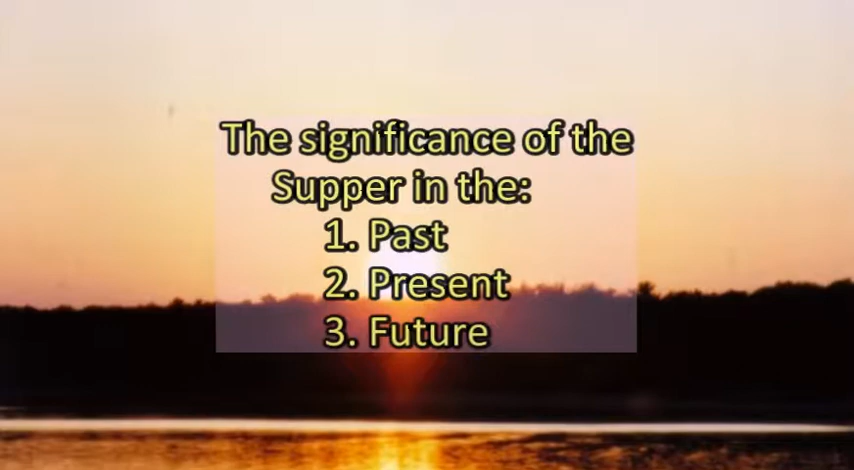 The significance of the
Supper in the:
1. Past
2. Present
3. Future